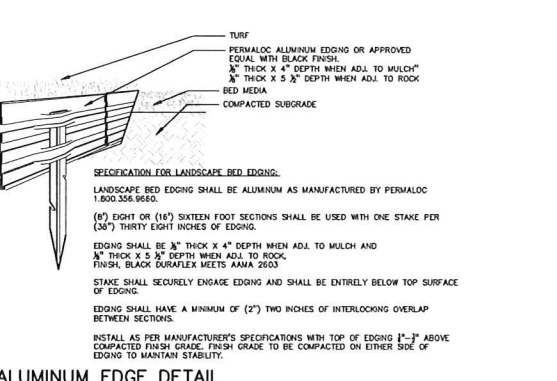 TURF
PERMALOC ALUMINUM EDGING OR APPROVED
EQUAL WITH BLACK FINISH.
⅛" THICK X 4" DEPTH WHEN ADJ. TO MULCH"
⅛" THICK X 5 ½" DEPTH WHEN ADJ. TO ROCK
BED MEDIA
COMPACTED SUBGRADE
SPECIFICATION FOR LANDSCAPE BED EDGING:
LANDSCAPE BED EDGING SHALL BE ALUMINUM AS MANUFACTURED BY PERMALOC
1.800.356.9660.
(8') EIGHT OR (16') SIXTEEN FOOT SECTIONS SHALL BE USED WITH ONE STAKE PER
(38") THIRTY EIGHT INCHES OF EDGING.
EDGING SHALL BE ⅛" THICK X 4" DEPTH WHEN ADJ. TO MULCH AND
⅛" THICK X 5 ½" DEPTH WHEN ADJ. TO ROCK,
FINISH, BLACK DURAFLEX MEETS AAMA 2603
STAKE SHALL SECURELY ENGAGE EDGING AND SHALL BE ENTIRELY BELOW TOP SURFACE
OF EDGING.
EDGING SHALL HAVE A MINIMUM OF (2") TWO INCHES OF INTERLOCKING OVERLAP
BETWEEN SECTIONS.
INSTALL AS PER MANUFACTURER'S SPECIFICATIONS WITH TOP OF EDGING ABOVE
COMPACTED FINISH GRADE. FINISH GRADE TO BE COMPACTED ON EITHER SIDE OF
EDGING TO MAINTAIN STABILITY.
ALUMINUM EDGE DETAIL